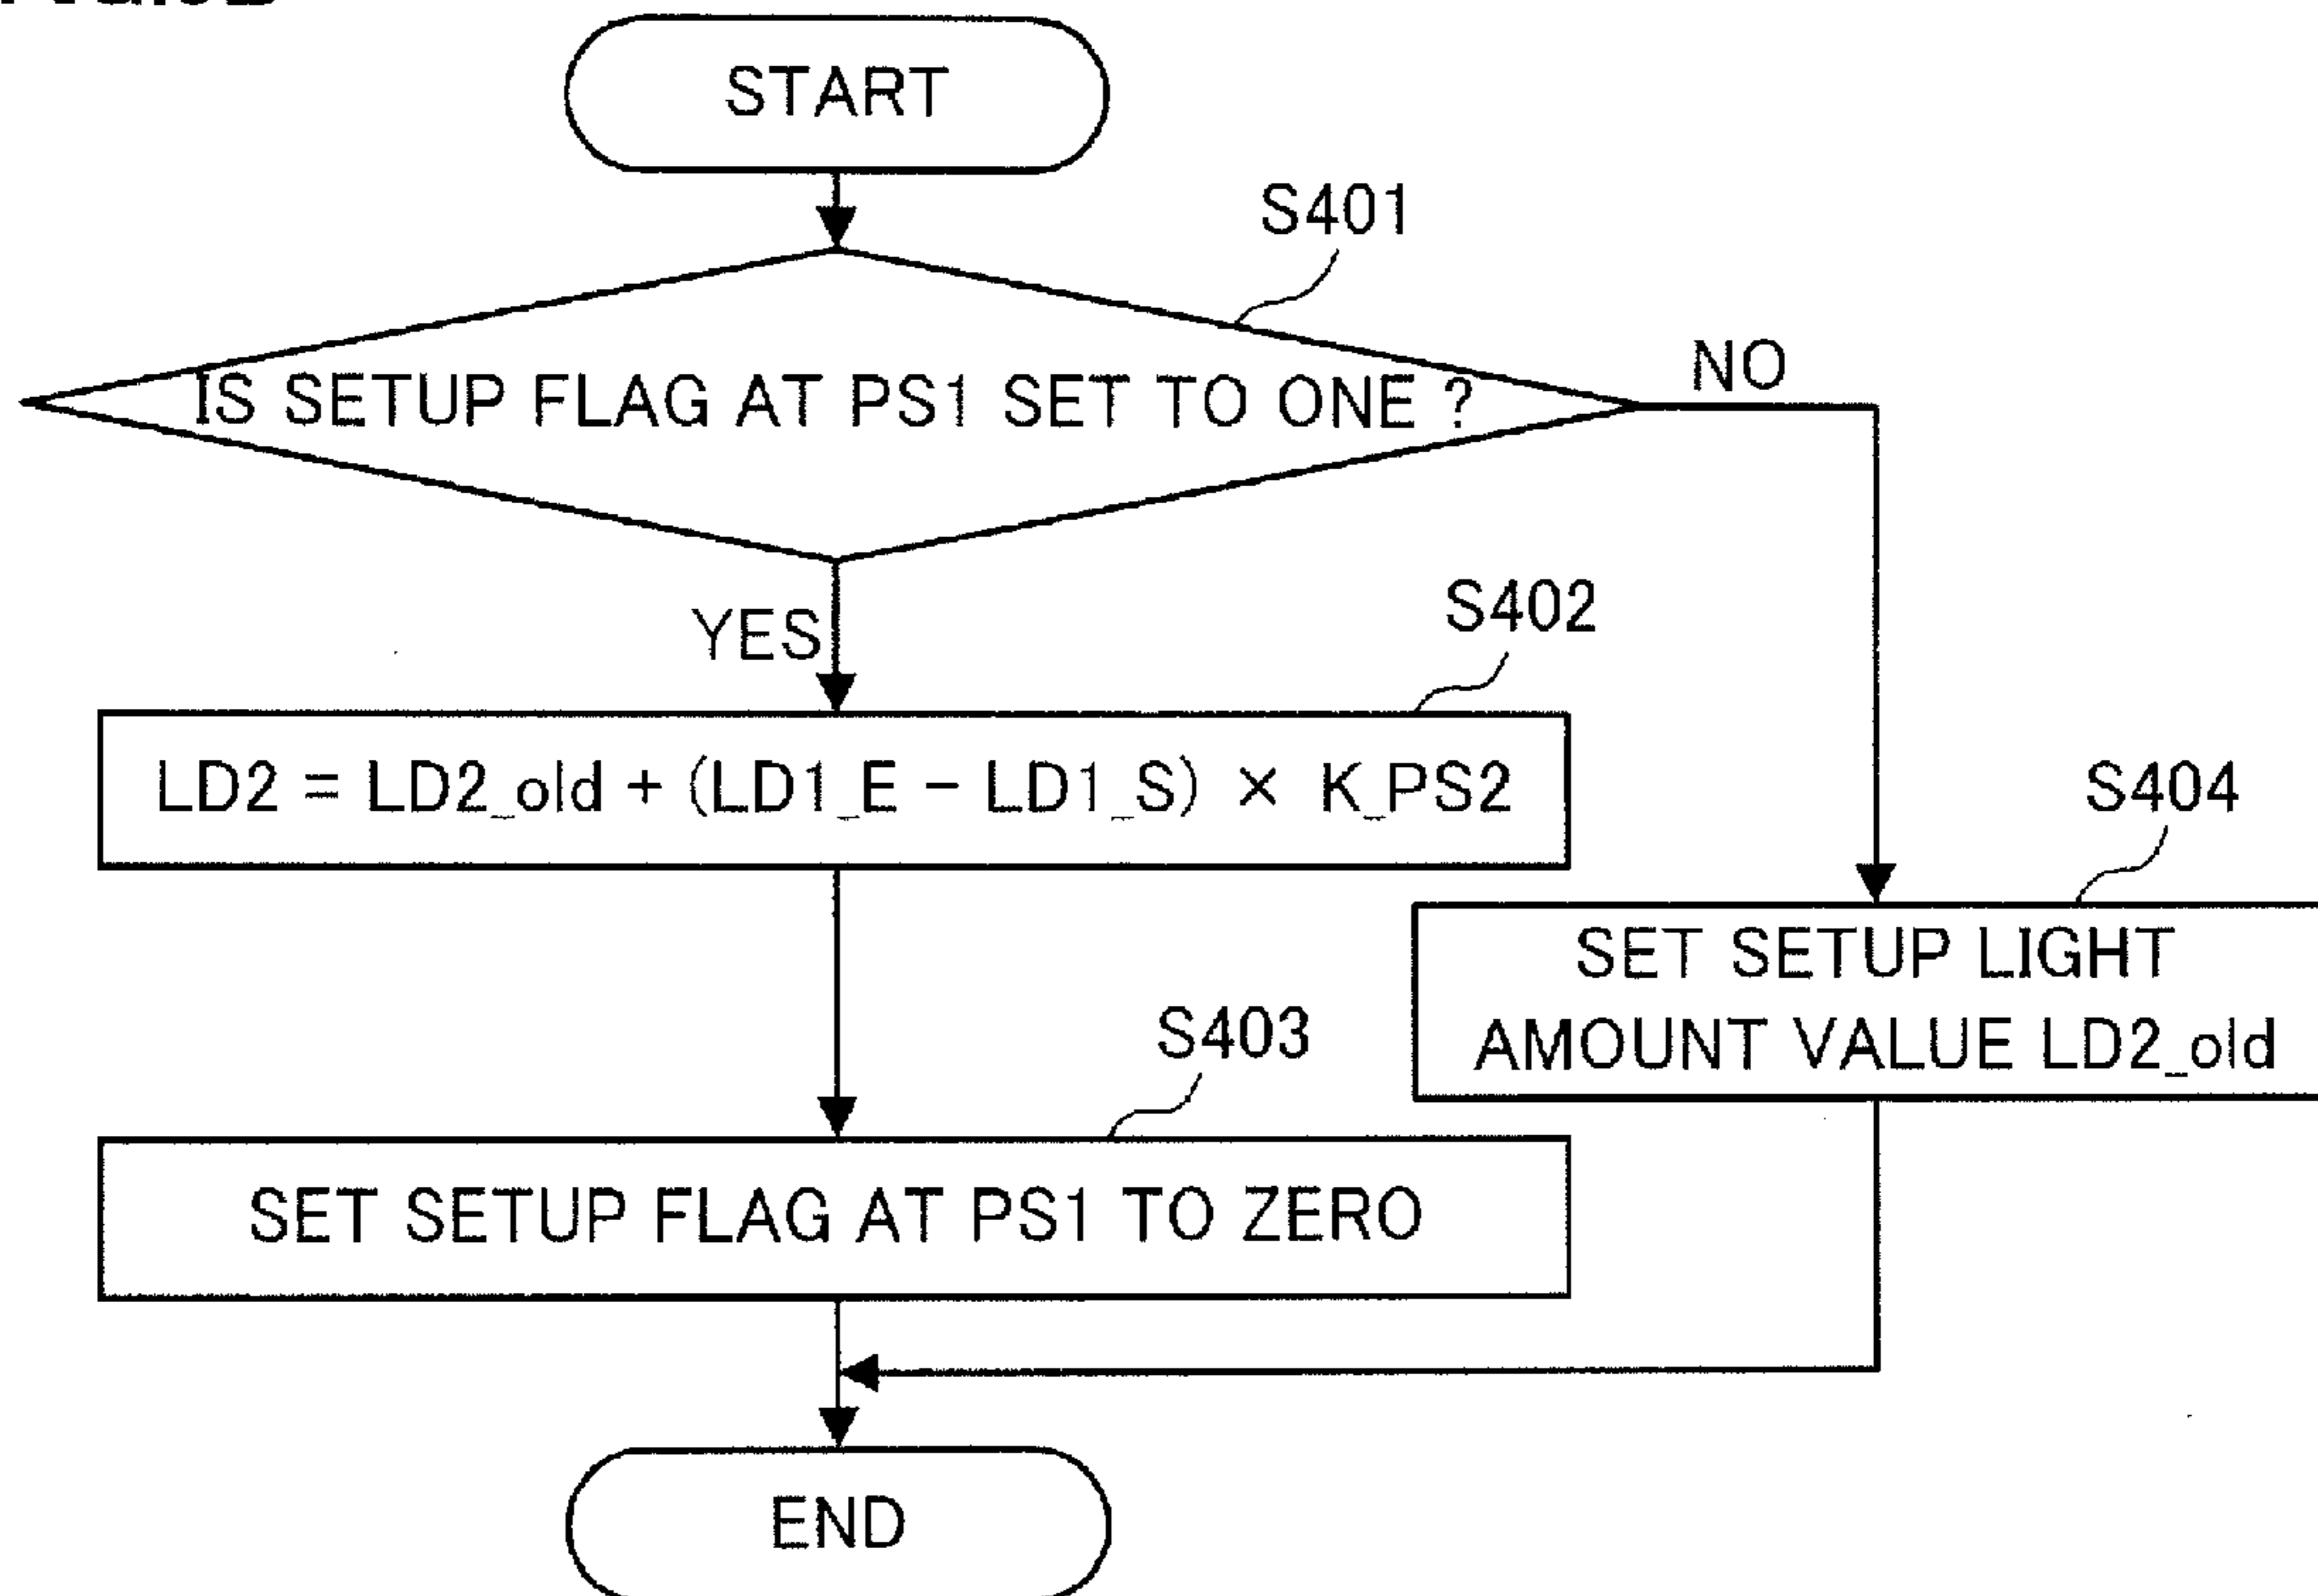 START
S401
IS SETUP FLAG AT PS1 SET TO ONE ?
NO
YES
S402
LD2 = LD2_old + (LD1_E - LD1_S) × K_PS2
S404
SET SETUP LIGHT
AMOUNT VALUE LD2_old
S403
SET SETUP FLAG AT PS1 TO ZERO
END